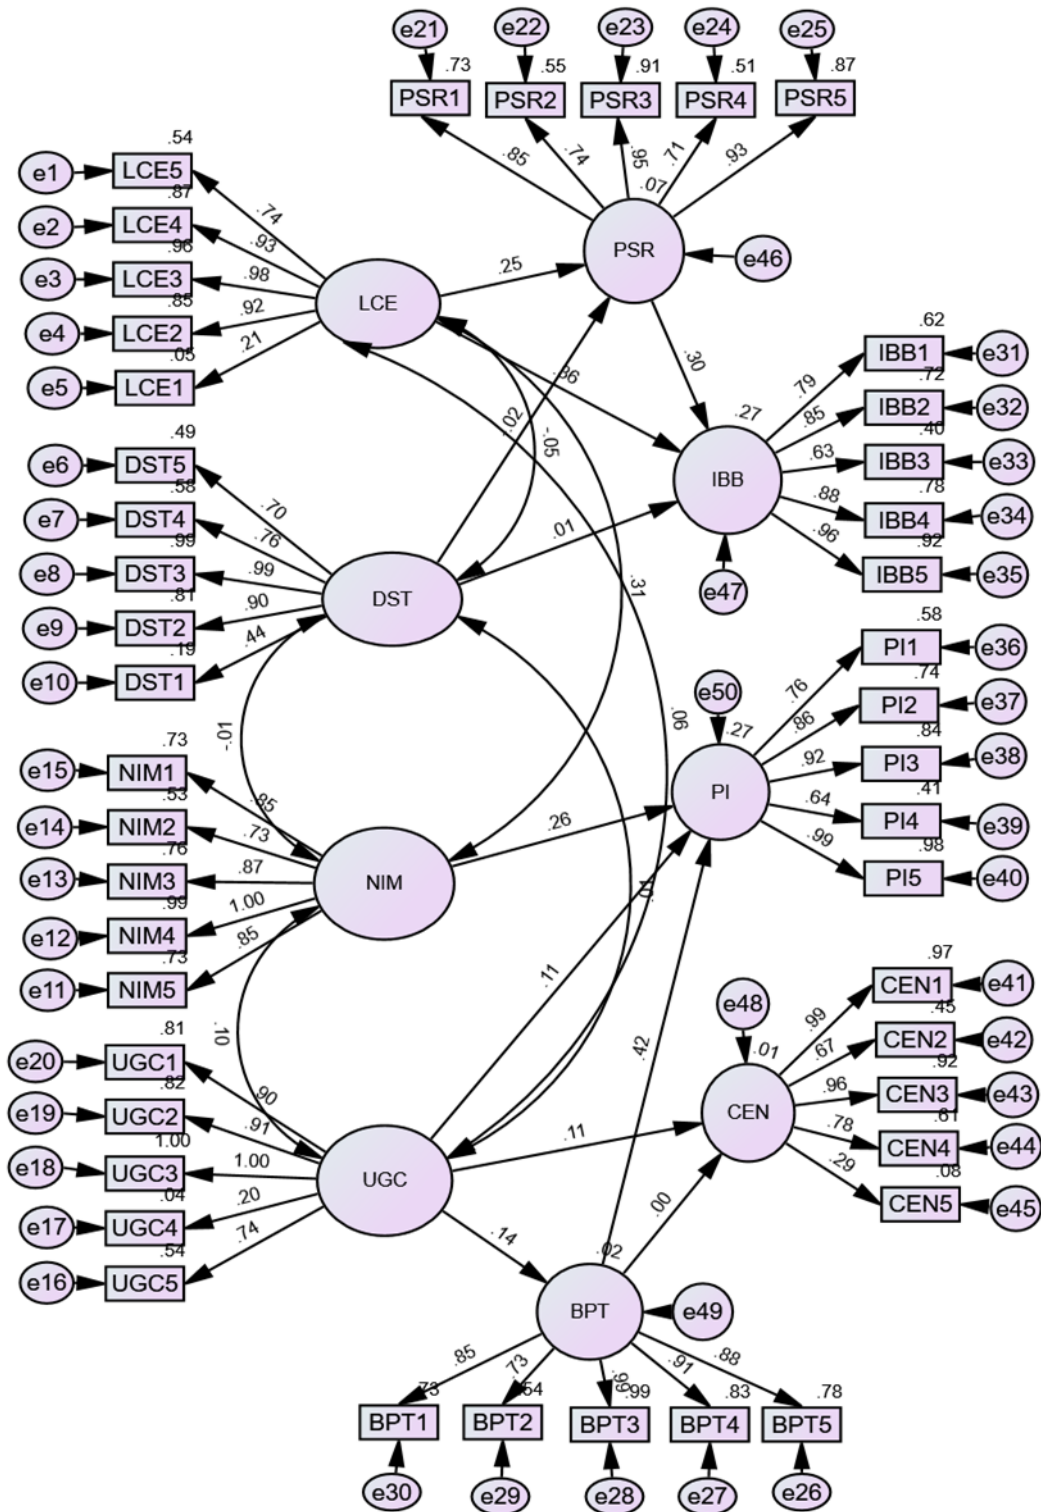 e21 e22 e23 e24 e25
.73 .55 .91 .51 .87
PSR1 PSR2 PSR3 PSR4 PSR5
.85 .74 .95 .71 .93
.07
PSR
e46
.54
e1 LCE5 .74
.87
e2 LCE4 .93
.96
e3 LCE3 .98
.85
e4 LCE2 .92
.05
e5 LCE1 .21
LCE
.25
.36
.30
.02
-.05
.49
e6 DST5 .70
.58
e7 DST4 .76
.99
e8 DST3 .99
.81
e9 DST2 .90
.19
e10 DST1 .44
DST
.01
.31
.06
-.01
.27
IBB
e47
.62
.79 IBB1 e31
.72
.85 IBB2 e32
.40
.63 IBB3 e33
.78
.88 IBB4 e34
.92
.96 IBB5 e35
e50
.27
PI
.58
.76 PI1 e36
.74
.86 PI2 e37
.84
.92 PI3 e38
.41
.64 PI4 e39
.98
.99 PI5 e40
.73
e15 NIM1 .85
.53
e14 NIM2 .73
.76
e13 NIM3 .87
.99
e12 NIM4 1.00
.73
e11 NIM5 .85
NIM
.26
.10
.11
.42
.81
e20 UGC1 .90
.82
e19 UGC2 .91
1.00
e18 UGC3 1.00
.04
e17 UGC4 .20
.54
e16 UGC5 .74
UGC
.11
.14
.00
e48
.01
CEN
.97
.99 CEN1 e41
.45
.67 CEN2 e42
.92
.96 CEN3 e43
.61
.78 CEN4 e44
.08
.29 CEN5 e45
.02
BPT
e49
.85 .73 .99 .91 .88
.73 .54 .99 .83 .78
BPT1 BPT2 BPT3 BPT4 BPT5
e30 e29 e28 e27 e26